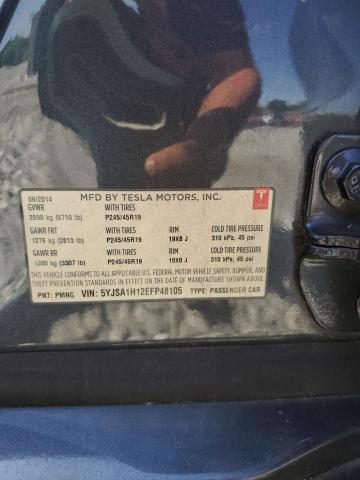 MFD BY TESLA MOTORS, INC.
09/2014
GVWR WITH TIRES
2590 kg (5710 lb) P245/45R19
TESLA
GAWR FRT WITH TIRES RIM COLD TIRE PRESSURE
1276 kg (2813 lb) P245/45R19 19X8 J 310 kPa, 45 psi
GAWR RR WITH TIRES RIM COLD TIRE PRESSURE
1500 kg (3307 lb) P245/45R19 19X8 J 310 kPa, 45 psi
THIS VEHICLE CONFORMS TO ALL APPLICABLE U.S. FEDERAL MOTOR VEHICLE SAFETY, BUMPER, AND
THEFT PREVENTION STANDARDS IN EFFECT ON THE DATE OF MANUFACTURE SHOWN ABOVE.
PNT: PMNG VIN: 5YJSA1H12EFP48105 TYPE: PASSENGER CAR